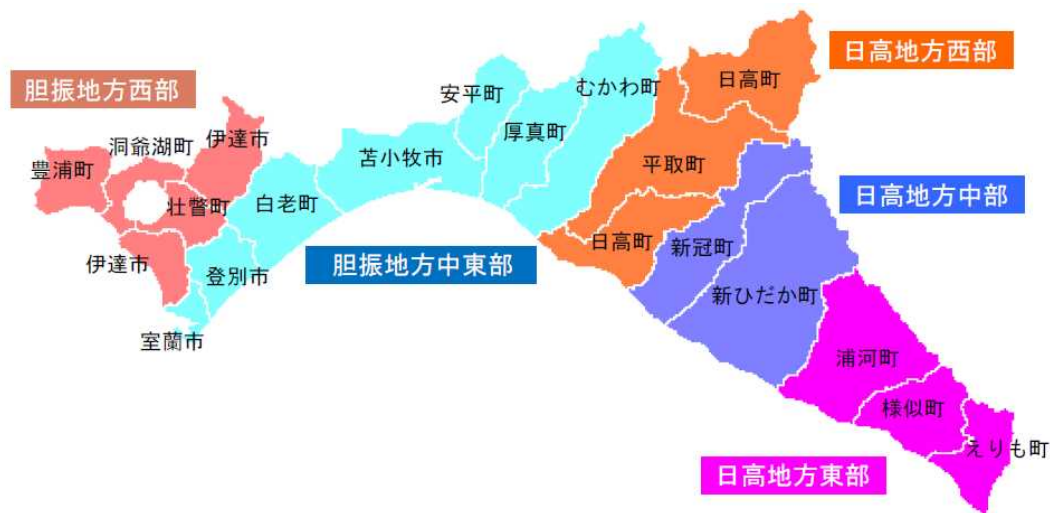 日高地方西部
胆振地方西部
日高町
安平町
むかわ町
厚真町
伊達市
洞爺湖町
豊浦町
苫小牧市
平取町
白老町
壮瞥町
日高地方中部
日高町
新冠町
伊達市
登別市
胆振地方中東部
新ひだか町
室蘭市
浦河町
様似町
えりも町
日高地方東部